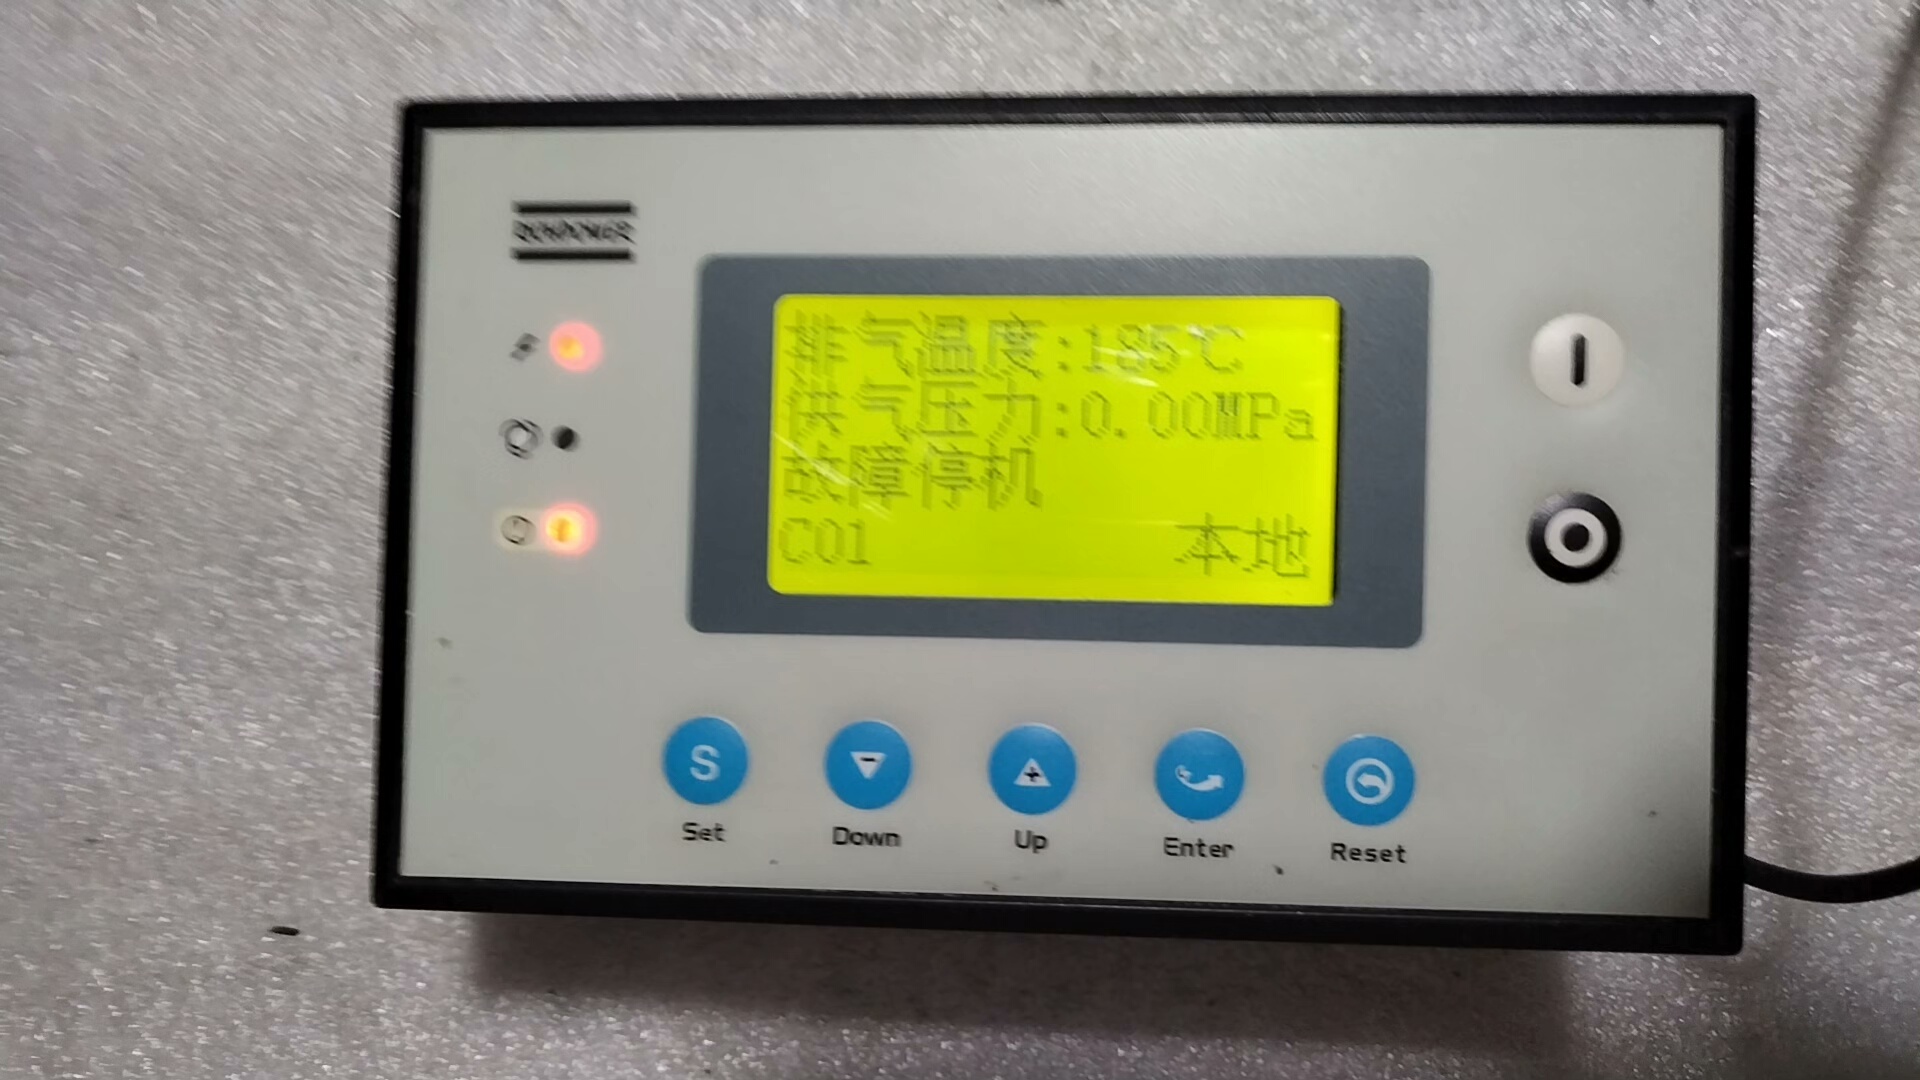 排气温度:185℃
供气压力:0.00MPa
故障停机
C01 本地
S
Set
Down
Up
Enter
Reset